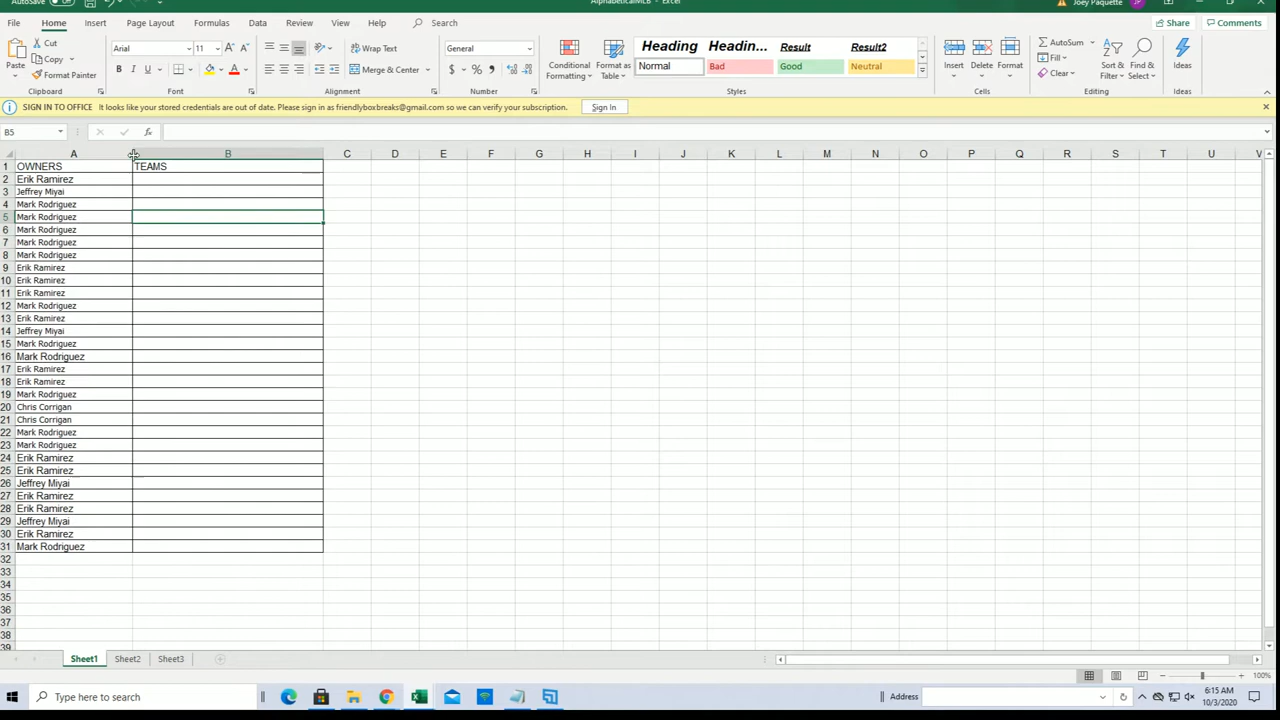 AutoSave
AlphabeticalMLB - Excel
Joey Paquette
JP
File Home Insert Page Layout Formulas Data Review View Help Search
Share Comments
Paste
Cut
Copy
Format Painter
Clipboard
Arial 11
B I U
Font
Wrap Text
Merge & Center
Alignment
General
$ % ,
Number
Conditional Formatting
Format as Table
Heading Headin... Result Result2
Normal Bad Good Neutral
Styles
Insert Delete Format
Cells
AutoSum
Fill
Clear
Sort & Filter
Find & Select
Editing
Ideas
Ideas
SIGN IN TO OFFICE It looks like your stored credentials are out of date. Please sign in as friendlyboxbreaks@gmail.com so we can verify your subscription. Sign In
B5 fx
A B C D E F G H I J K L M N O P Q R S T U V
1 OWNERS TEAMS
2 Erik Ramirez
3 Jeffrey Miyai
4 Mark Rodriguez
5 Mark Rodriguez
6 Mark Rodriguez
7 Mark Rodriguez
8 Mark Rodriguez
9 Erik Ramirez
10 Erik Ramirez
11 Erik Ramirez
12 Mark Rodriguez
13 Erik Ramirez
14 Jeffrey Miyai
15 Mark Rodriguez
16 Mark Rodriguez
17 Erik Ramirez
18 Erik Ramirez
19 Mark Rodriguez
20 Chris Corrigan
21 Chris Corrigan
22 Mark Rodriguez
23 Mark Rodriguez
24 Erik Ramirez
25 Erik Ramirez
26 Jeffrey Miyai
27 Erik Ramirez
28 Erik Ramirez
29 Jeffrey Miyai
30 Erik Ramirez
31 Mark Rodriguez
32
33
34
35
36
37
38
39
Sheet1 Sheet2 Sheet3
100%
Type here to search
Address
6:15 AM
10/3/2020